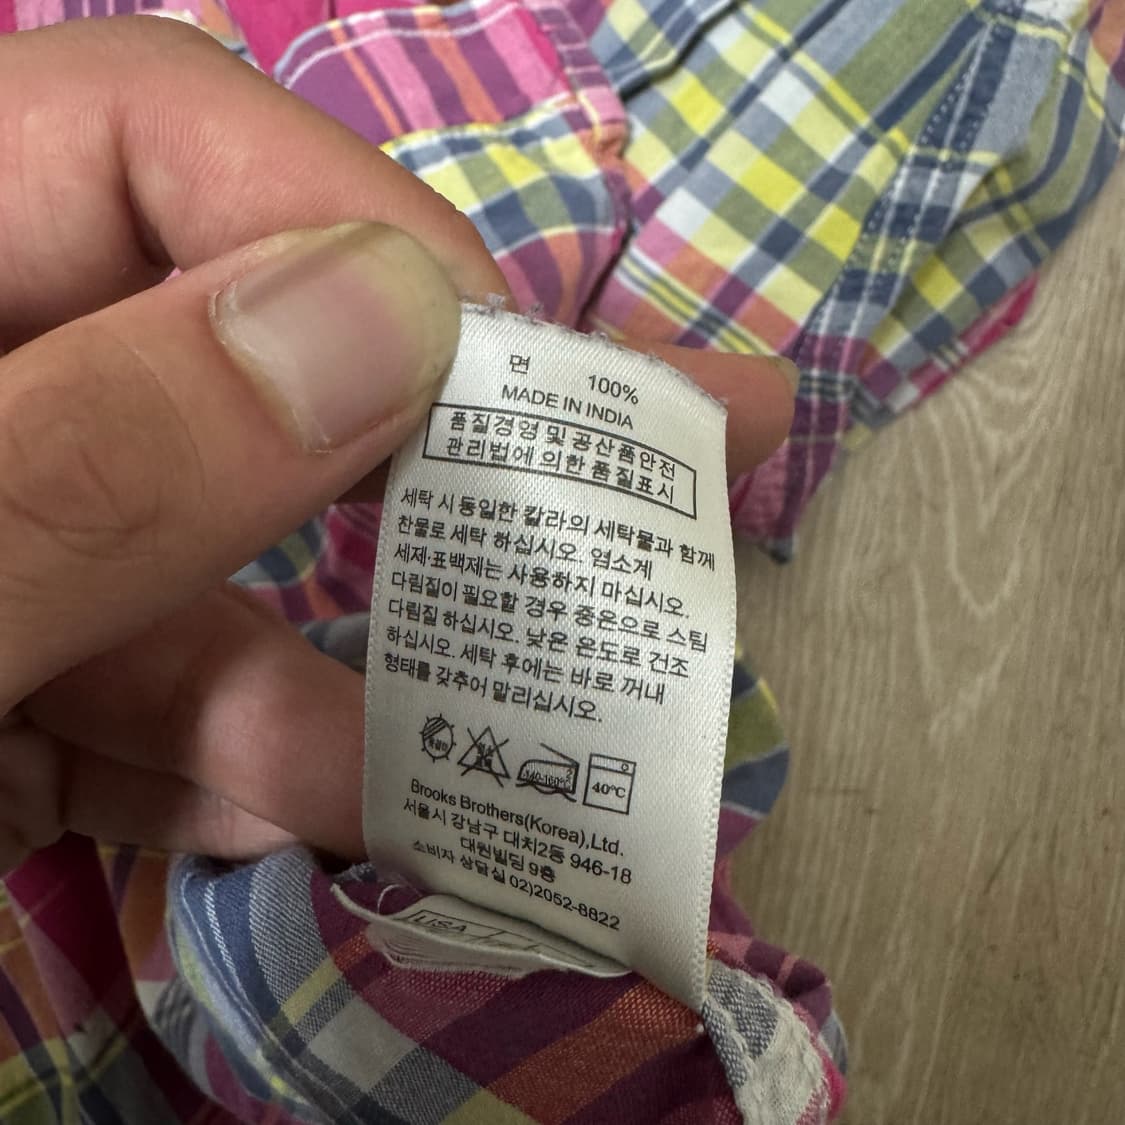 면 100%
MADE IN INDIA
품질경영 및 공산품안전
관리법에 의한 품질표시
세탁 시 동일한 칼라의 세탁물과 함께
찬물로 세탁 하십시오. 염소계
세제·표백제는 사용하지 마십시오.
다림질이 필요할 경우 중온으로 스팀
다림질 하십시오. 낮은 온도로 건조
하십시오. 세탁 후에는 바로 꺼내
형태를 갖추어 말리십시오.
140-160°C 40°C
Brooks Brothers(Korea),Ltd.
서울시 강남구 대치2동 946-18
대원빌딩 9층
소비자 상담실 02)2052-8822
USA